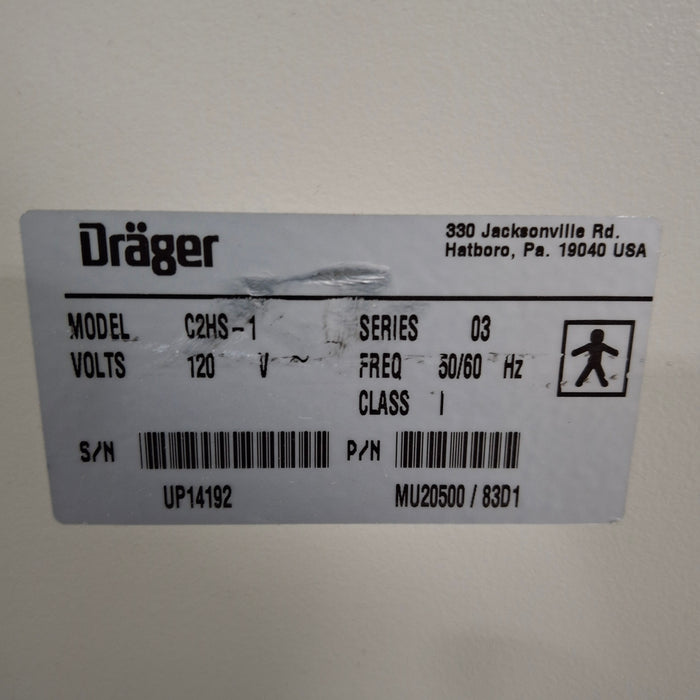 Dräger
330 Jacksonville Rd.
Hatboro, Pa. 19040 USA
MODEL C2HS-1 SERIES 03
VOLTS 120 V ~ FREQ 50/60 Hz
CLASS I
S/N P/N
UP14192 MU20500 / 83D1